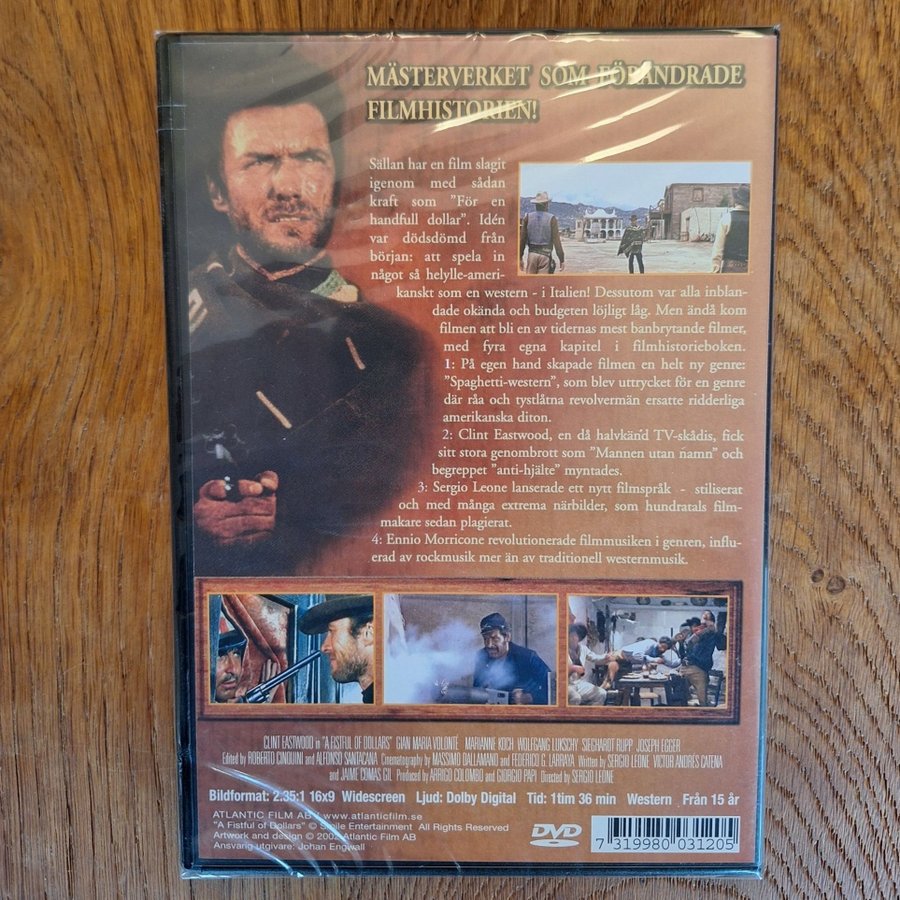 MÄSTERVERKET SOM FÖRÄNDRADE
FILMHISTORIEN!
Sällan har en film slagit
igenom med sådan
kraft som ”För en
handfull dollar”. Idén
var dödsdömd från
början: att spela in
något så helylle-ameri-
kanskt som en western - i Italien! Dessutom var alla inblan-
dade okända och budgeten löjligt låg. Men ändå kom
filmen att bli en av tidernas mest banbrytande filmer,
med fyra egna kapitel i filmhistorieboken.
1: På egen hand skapade filmen en helt ny genre:
”Spaghetti-western”, som blev uttrycket för en genre
där råa och tystlåtna revolvermän ersatte ridderliga
amerikanska diton.
2: Clint Eastwood, en då halvkänd TV-skådis, fick
sitt stora genombrott som ”Mannen utan namn” och
begreppet ”anti-hjälte” myntades.
3: Sergio Leone lanserade ett nytt filmspråk - stiliserat
och med många extrema närbilder, som hundratals film-
makare sedan plagierat.
4: Ennio Morricone revolutionerade filmmusiken i genren, influ-
erad av rockmusik mer än av traditionell westernmusik.
CLINT EASTWOOD in "A FISTFUL OF DOLLARS" GIAN MARIA VOLONTÉ MARIANNE KOCH WOLFGANG LUKSCHY SIEGHARDT RUPP JOSEPH EGGER
Edited by ROBERTO CINQUINI and ALFONSO SANTACANA Cinematography by MASSIMO DALLAMANO and FEDERICO G. LARRAYA Written by SERGIO LEONE VICTOR ANDRES CATENA
and JAIME COMAS GIL Produced by ARRIGO COLOMBO and GIORGIO PAPI Directed by SERGIO LEONE
Bildformat: 2.35:1 16x9 Widescreen Ljud: Dolby Digital Tid: 1tim 36 min Western Från 15 år
ATLANTIC FILM AB / www.atlanticfilm.se
"A Fistful of Dollars" © Smile Entertainment All Rights Reserved
Artwork and design © 2002 Atlantic Film AB
Ansvarig utgivare: Johan Engwall
DVD
7 319980 031205